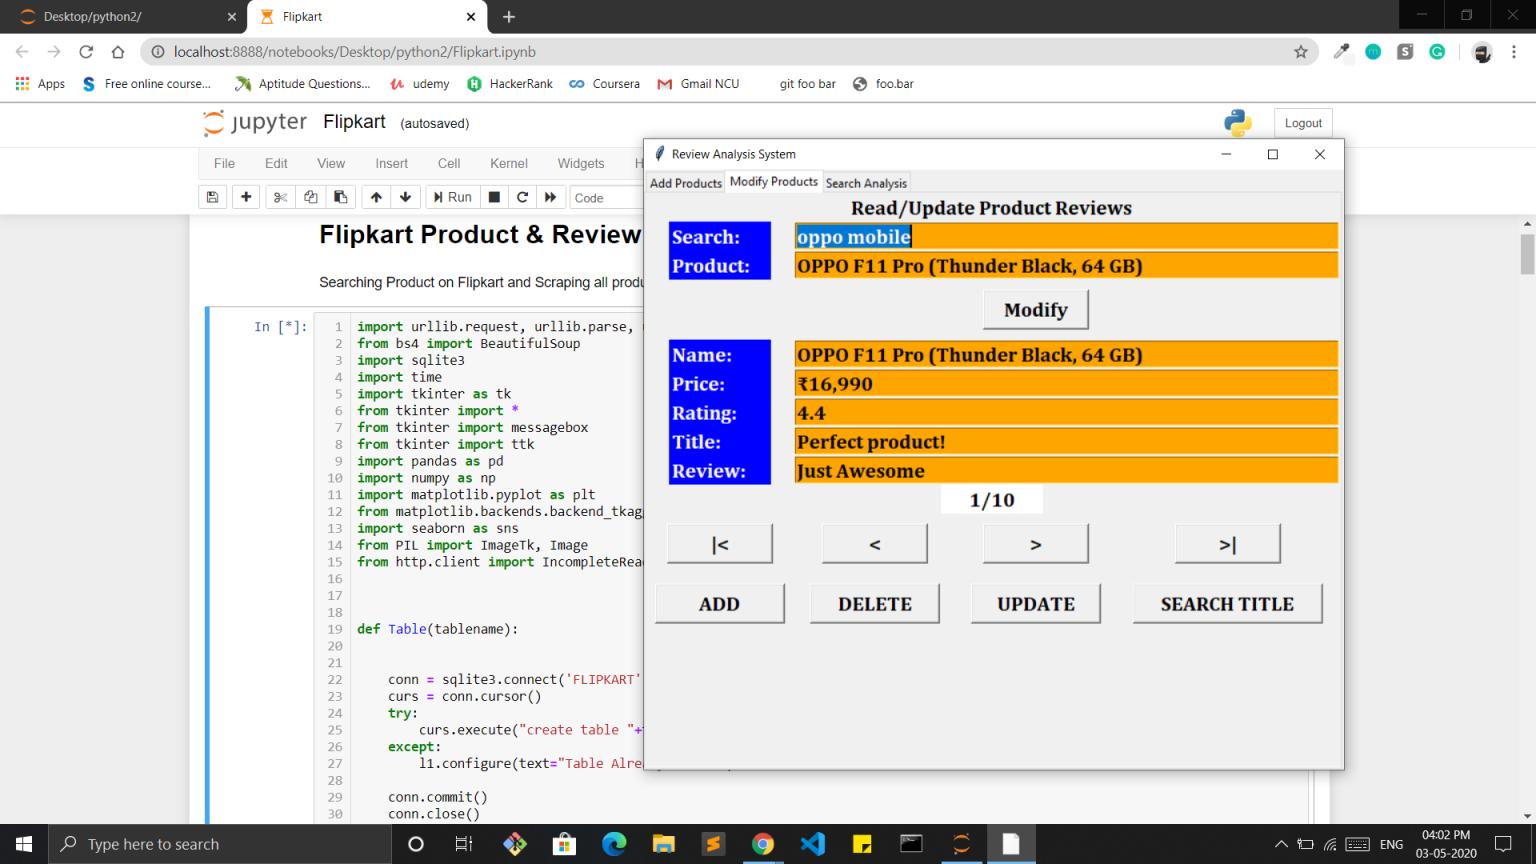 Desktop/python2/
Flipkart
localhost:8888/notebooks/Desktop/python2/Flipkart.ipynb
Apps
Free online course...
Aptitude Questions...
udemy
HackerRank
Coursera
Gmail NCU
git foo bar
foo.bar
jupyter Flipkart (autosaved)
Logout
File Edit View Insert Cell Kernel Widgets H
Run
Code
Flipkart Product & Review
Searching Product on Flipkart and Scraping all produ
In [*]:
1 import urllib.request, urllib.parse,
2 from bs4 import BeautifulSoup
3 import sqlite3
4 import time
5 import tkinter as tk
6 from tkinter import *
7 from tkinter import messagebox
8 from tkinter import ttk
9 import pandas as pd
10 import numpy as np
11 import matplotlib.pyplot as plt
12 from matplotlib.backends.backend_tkag
13 import seaborn as sns
14 from PIL import ImageTk, Image
15 from http.client import IncompleteRea
16
17
18
19 def Table(tablename):
20
21
22 conn = sqlite3.connect('FLIPKART'
23 curs = conn.cursor()
24 try:
25 curs.execute("create table "+
26 except:
27 l1.configure(text="Table Alre
28
29 conn.commit()
30 conn.close()
Review Analysis System
Add Products Modify Products Search Analysis
Read/Update Product Reviews
Search: oppo mobile
Product: OPPO F11 Pro (Thunder Black, 64 GB)
Modify
Name: OPPO F11 Pro (Thunder Black, 64 GB)
Price: ₹16,990
Rating: 4.4
Title: Perfect product!
Review: Just Awesome
1/10
|< < > >|
ADD DELETE UPDATE SEARCH TITLE
Type here to search
ENG
04:02 PM
03-05-2020